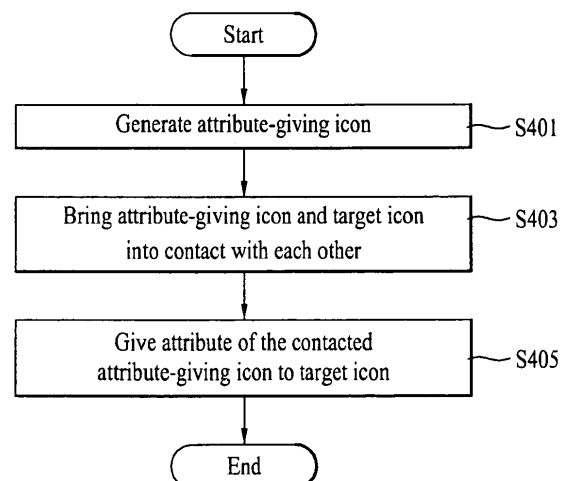 Start
Generate attribute-giving icon
S401
Bring attribute-giving icon and target icon
into contact with each other
S403
Give attribute of the contacted
attribute-giving icon to target icon
S405
End